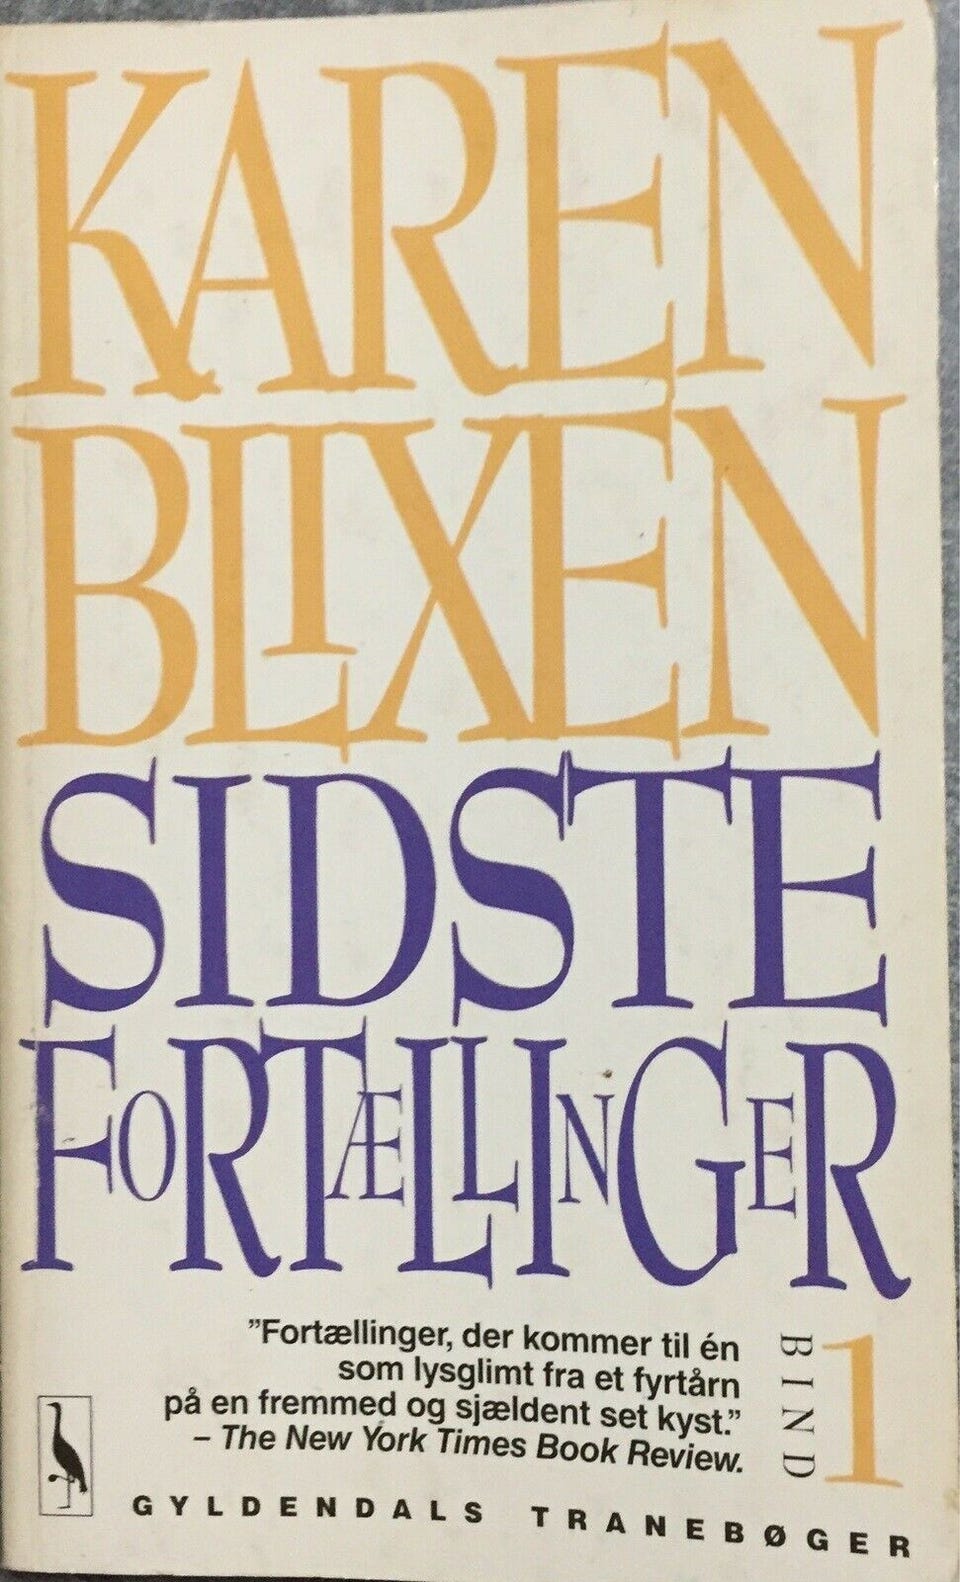 KAREN
BLIXEN
SIDSTE
FORTÆLLINGER
”Fortællinger, der kommer til én
som lysglimt fra et fyrtårn
på en fremmed og sjældent set kyst.”
– The New York Times Book Review.
BIND 1
GYLDENDALS TRANEBØGER